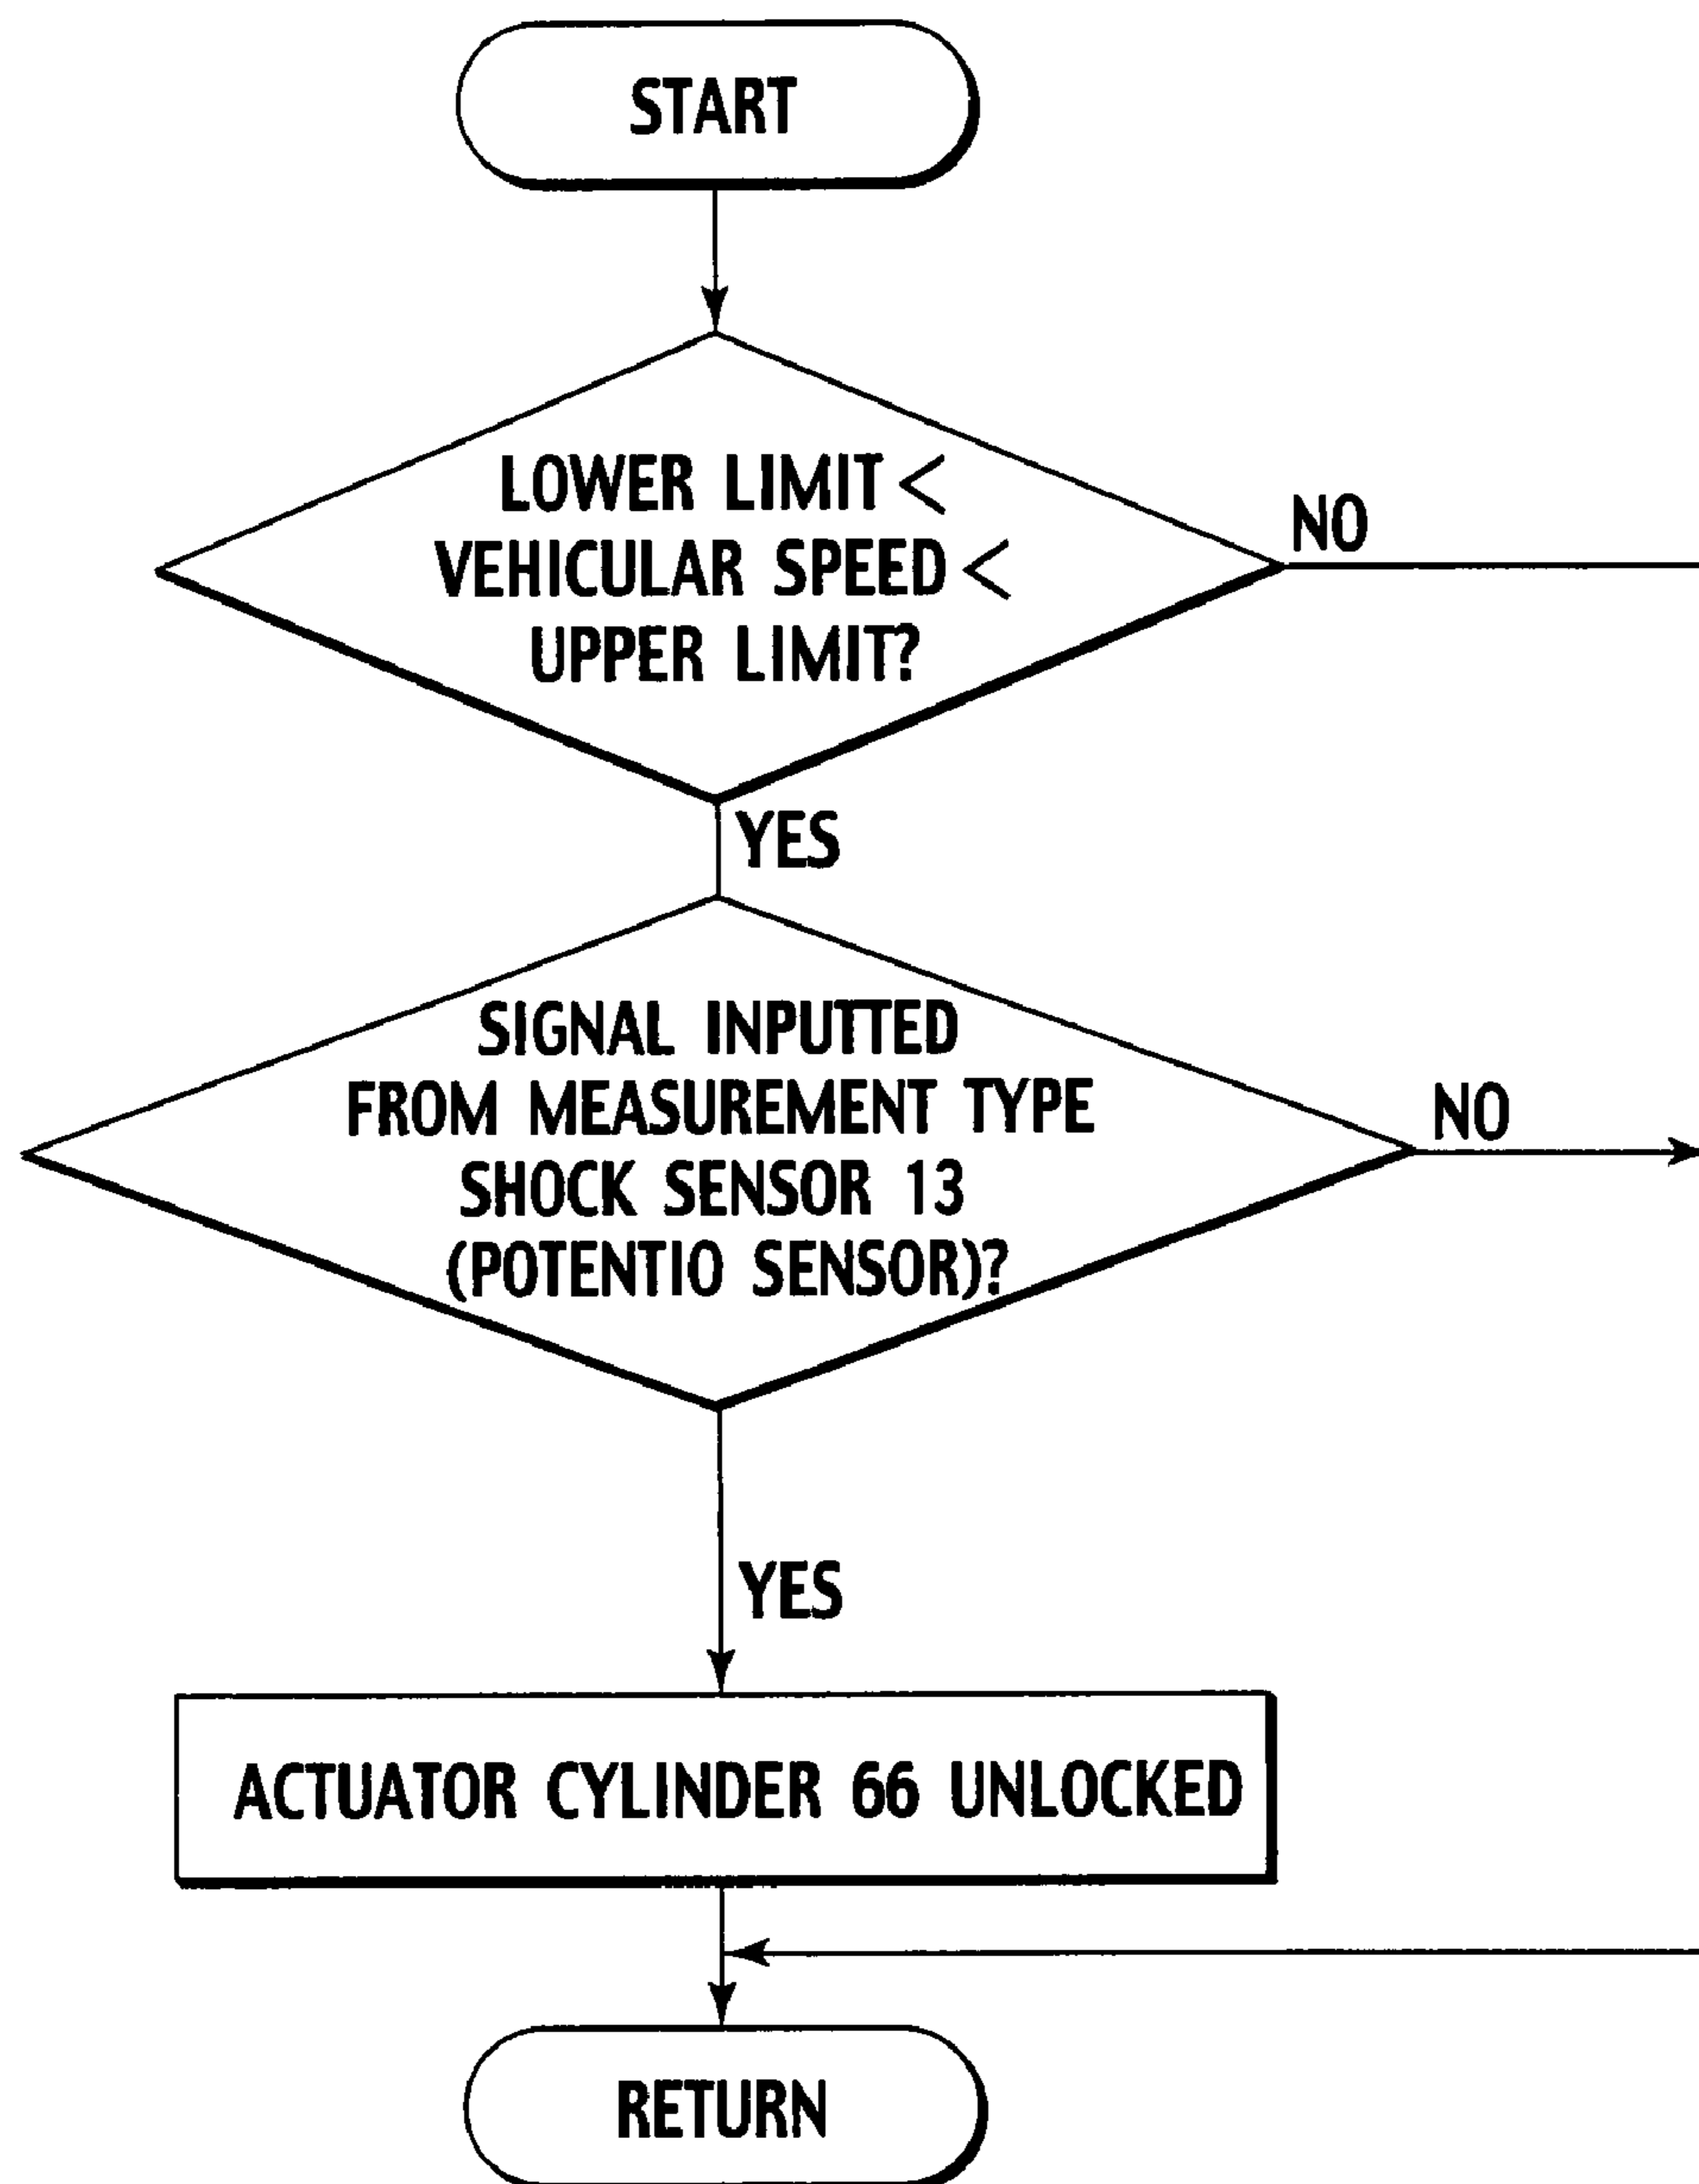 START
LOWER LIMIT <
VEHICULAR SPEED <
UPPER LIMIT?
NO
YES
SIGNAL INPUTTED
FROM MEASUREMENT TYPE
SHOCK SENSOR 13
(POTENTIO SENSOR)?
NO
YES
ACTUATOR CYLINDER 66 UNLOCKED
RETURN